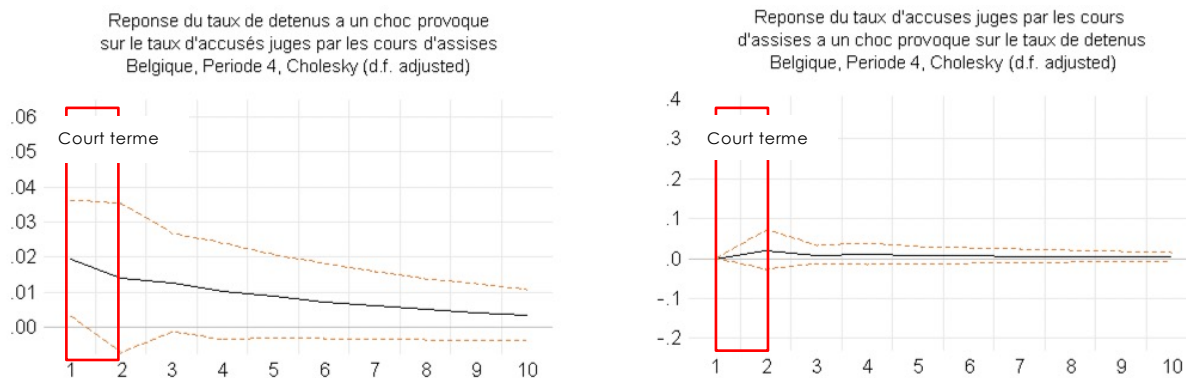 Reponse du taux de detenus a un choc provoque
sur le taux d'accusés juges par les cours d'assises
Belgique, Periode 4, Cholesky (d.f. adjusted)
.06
Court terme
.05
.04
.03
.02
.01
.00
1 2 3 4 5 6 7 8 9 10
Reponse du taux d'accuses juges par les cours
d'assises a un choc provoque sur le taux de detenus
Belgique, Periode 4, Cholesky (d.f. adjusted)
.4
.3
Court terme
.2
.1
.0
-.1
-.2
1 2 3 4 5 6 7 8 9 10